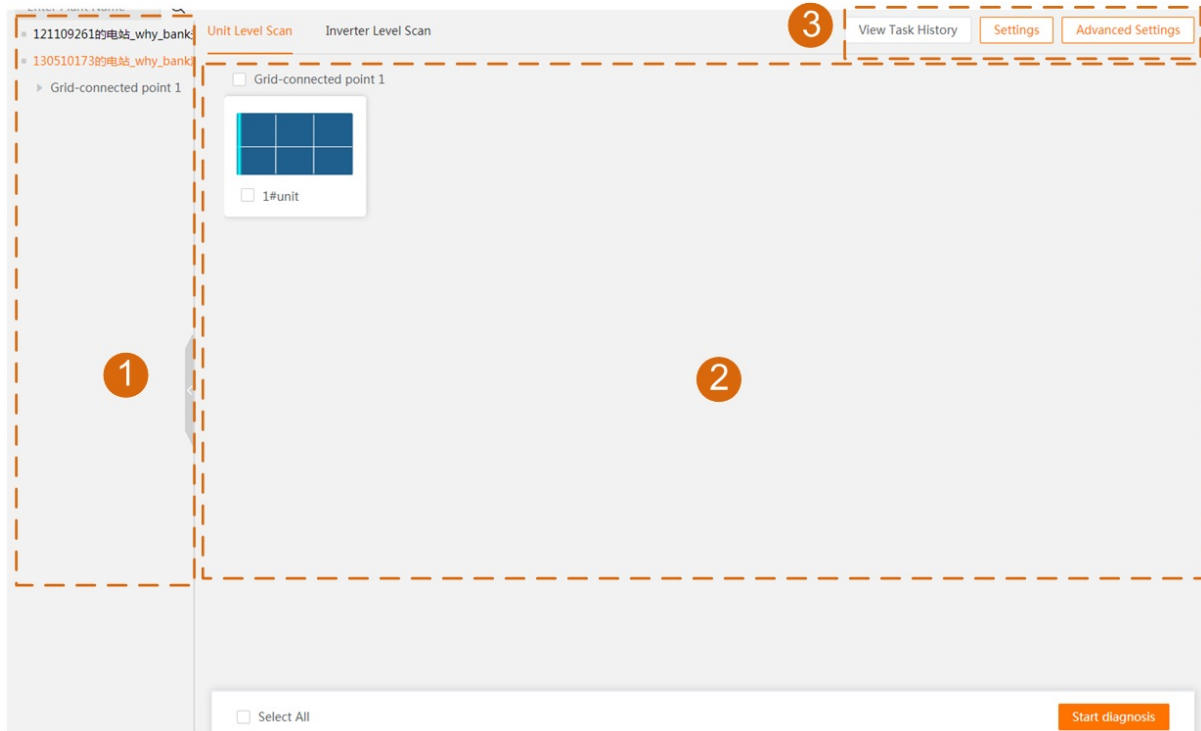 Enter Plant Name
121109261的电站_why_bank
130510173的电站_why_bank
Grid-connected point 1
1
Unit Level Scan
Inverter Level Scan
3
View Task History
Settings
Advanced Settings
Grid-connected point 1
1#unit
2
Select All
Start diagnosis